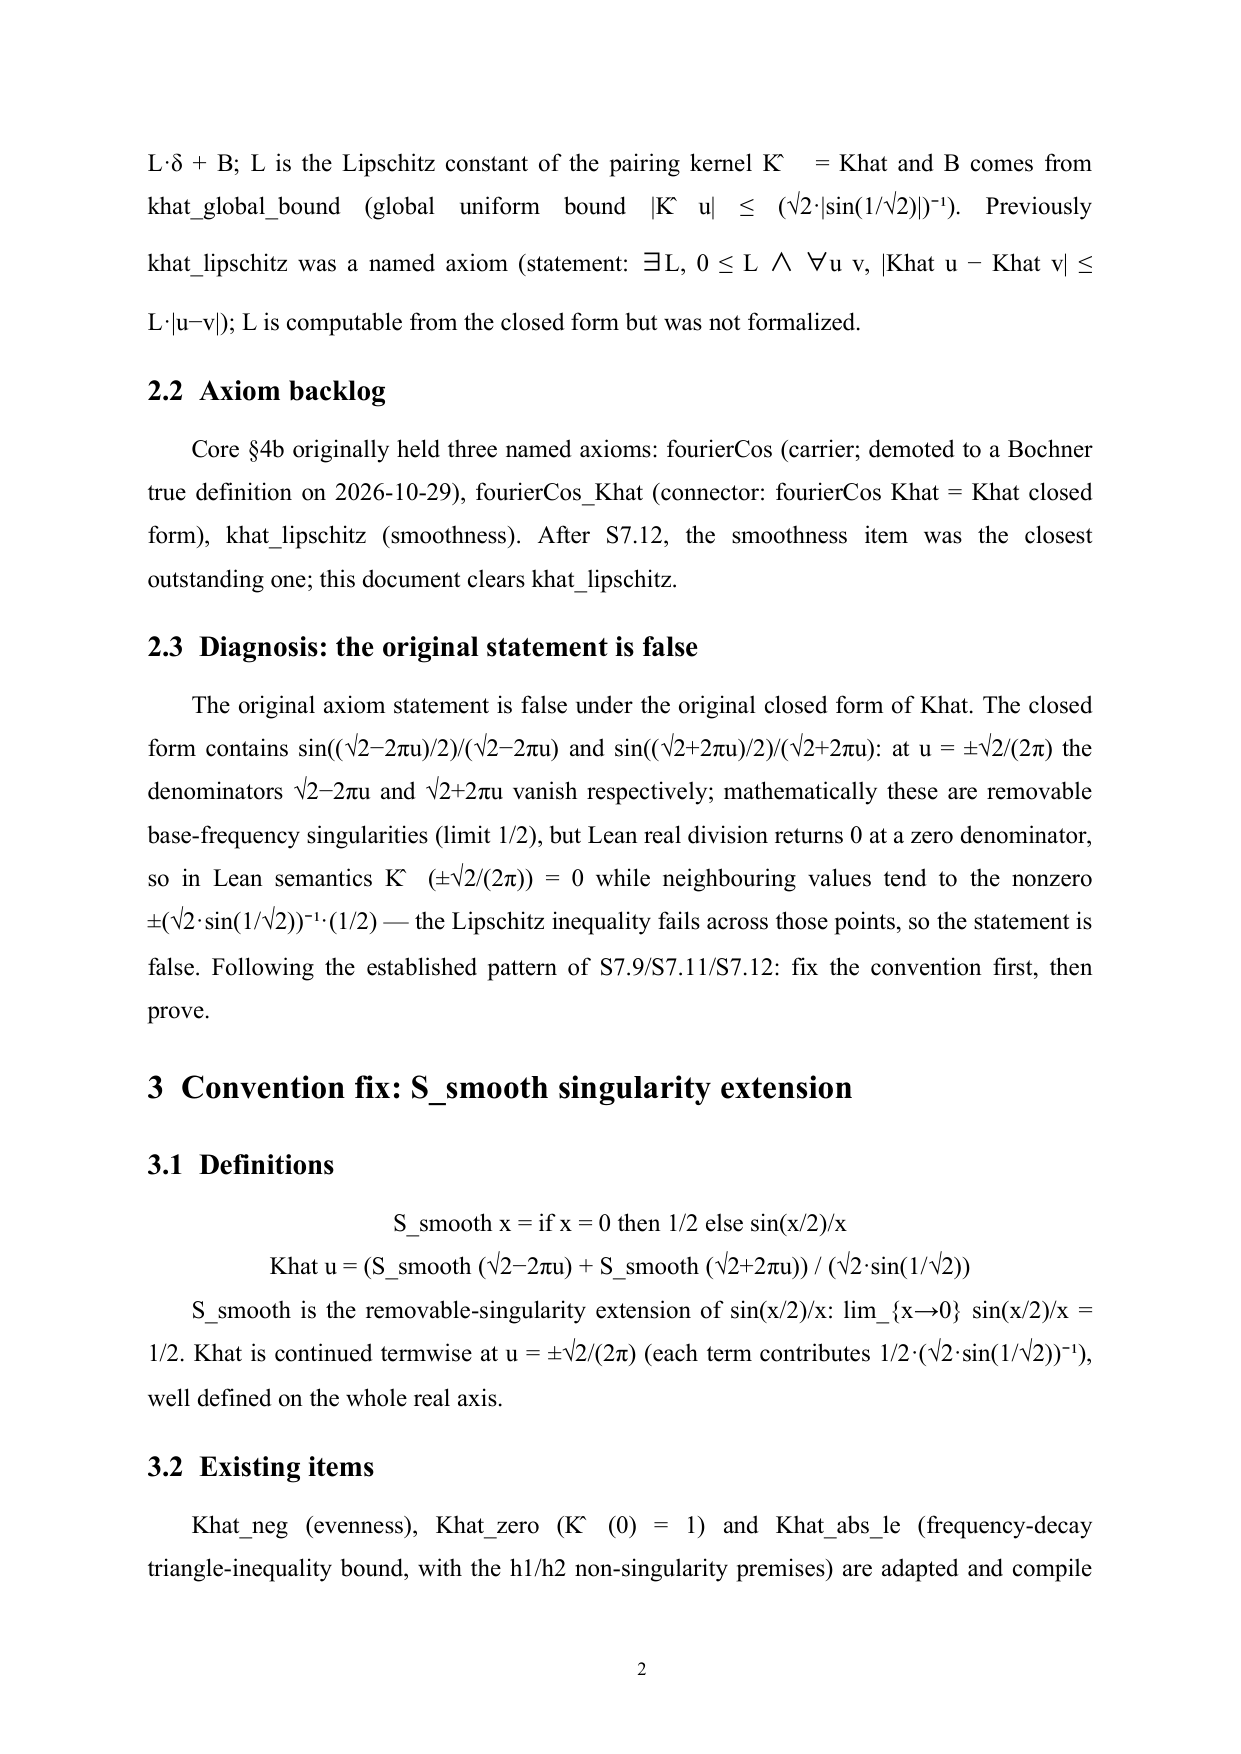 L·δ + B; L is the Lipschitz constant of the pairing kernel K̂ = Khat and B comes from
khat_global_bound (global uniform bound |K̂ u| ≤ (√2·|sin(1/√2)|)⁻¹). Previously
khat_lipschitz was a named axiom (statement: ∃L, 0 ≤ L ∧ ∀u v, |Khat u − Khat v| ≤
L·|u−v|); L is computable from the closed form but was not formalized.
2.2 Axiom backlog
Core §4b originally held three named axioms: fourierCos (carrier; demoted to a Bochner
true definition on 2026-10-29), fourierCos_Khat (connector: fourierCos Khat = Khat closed
form), khat_lipschitz (smoothness). After S7.12, the smoothness item was the closest
outstanding one; this document clears khat_lipschitz.
2.3 Diagnosis: the original statement is false
The original axiom statement is false under the original closed form of Khat. The closed
form contains sin((√2−2πu)/2)/(√2−2πu) and sin((√2+2πu)/2)/(√2+2πu): at u = ±√2/(2π) the
denominators √2−2πu and √2+2πu vanish respectively; mathematically these are removable
base-frequency singularities (limit 1/2), but Lean real division returns 0 at a zero denominator,
so in Lean semantics K̂ (±√2/(2π)) = 0 while neighbouring values tend to the nonzero
±(√2·sin(1/√2))⁻¹·(1/2) — the Lipschitz inequality fails across those points, so the statement is
false. Following the established pattern of S7.9/S7.11/S7.12: fix the convention first, then
prove.
3 Convention fix: S_smooth singularity extension
3.1 Definitions
S_smooth x = if x = 0 then 1/2 else sin(x/2)/x
Khat u = (S_smooth (√2−2πu) + S_smooth (√2+2πu)) / (√2·sin(1/√2))
S_smooth is the removable-singularity extension of sin(x/2)/x: lim_{x→0} sin(x/2)/x =
1/2. Khat is continued termwise at u = ±√2/(2π) (each term contributes 1/2·(√2·sin(1/√2))⁻¹),
well defined on the whole real axis.
3.2 Existing items
Khat_neg (evenness), Khat_zero (K̂ (0) = 1) and Khat_abs_le (frequency-decay
triangle-inequality bound, with the h1/h2 non-singularity premises) are adapted and compile
2